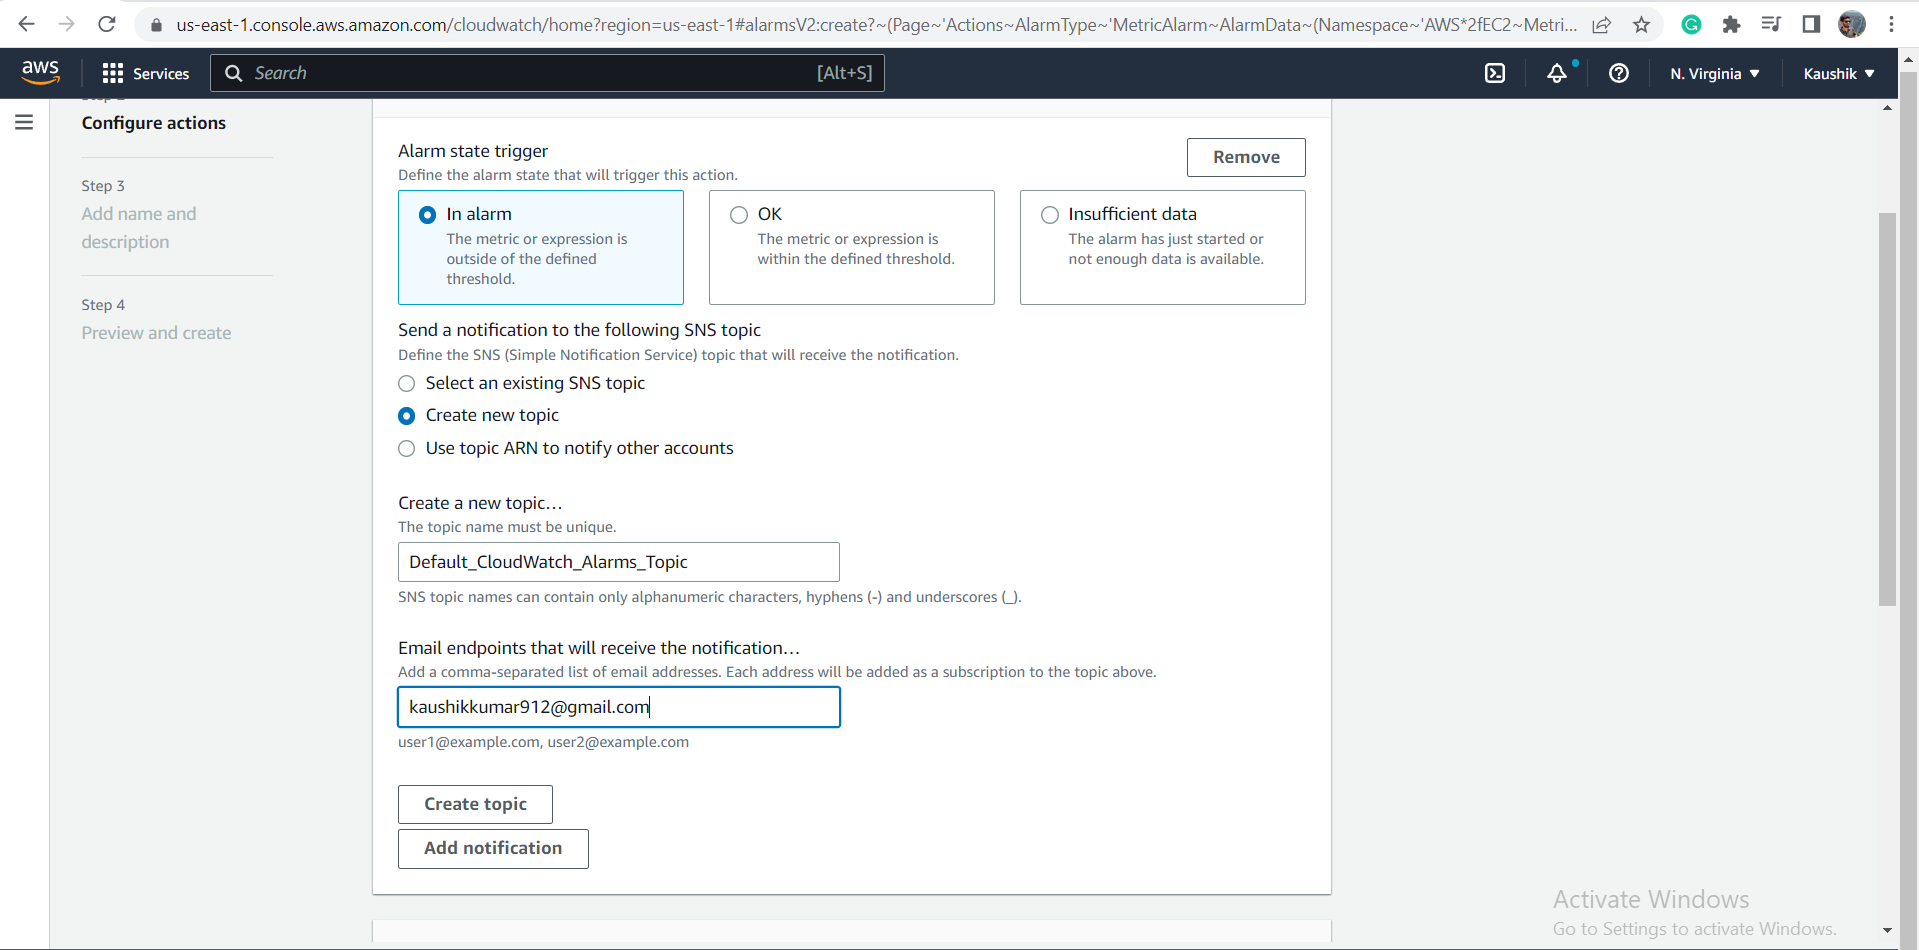 us-east-1.console.aws.amazon.com/cloudwatch/home?region=us-east-1#alarmsV2:create?~(Page~'Actions~AlarmType~'MetricAlarm~AlarmData~(Namespace~'AWS*2fEC2~Metri...
aws
Services
Search
[Alt+S]
N. Virginia
Kaushik
Step 2
Configure actions
Step 3
Add name and
description
Step 4
Preview and create
Alarm state trigger
Define the alarm state that will trigger this action.
Remove
In alarm
The metric or expression is
outside of the defined
threshold.
OK
The metric or expression is
within the defined threshold.
Insufficient data
The alarm has just started or
not enough data is available.
Send a notification to the following SNS topic
Define the SNS (Simple Notification Service) topic that will receive the notification.
Select an existing SNS topic
Create new topic
Use topic ARN to notify other accounts
Create a new topic…
The topic name must be unique.
Default_CloudWatch_Alarms_Topic
SNS topic names can contain only alphanumeric characters, hyphens (-) and underscores (_).
Email endpoints that will receive the notification…
Add a comma-separated list of email addresses. Each address will be added as a subscription to the topic above.
kaushikkumar912@gmail.com
user1@example.com, user2@example.com
Create topic
Add notification
Activate Windows
Go to Settings to activate Windows.